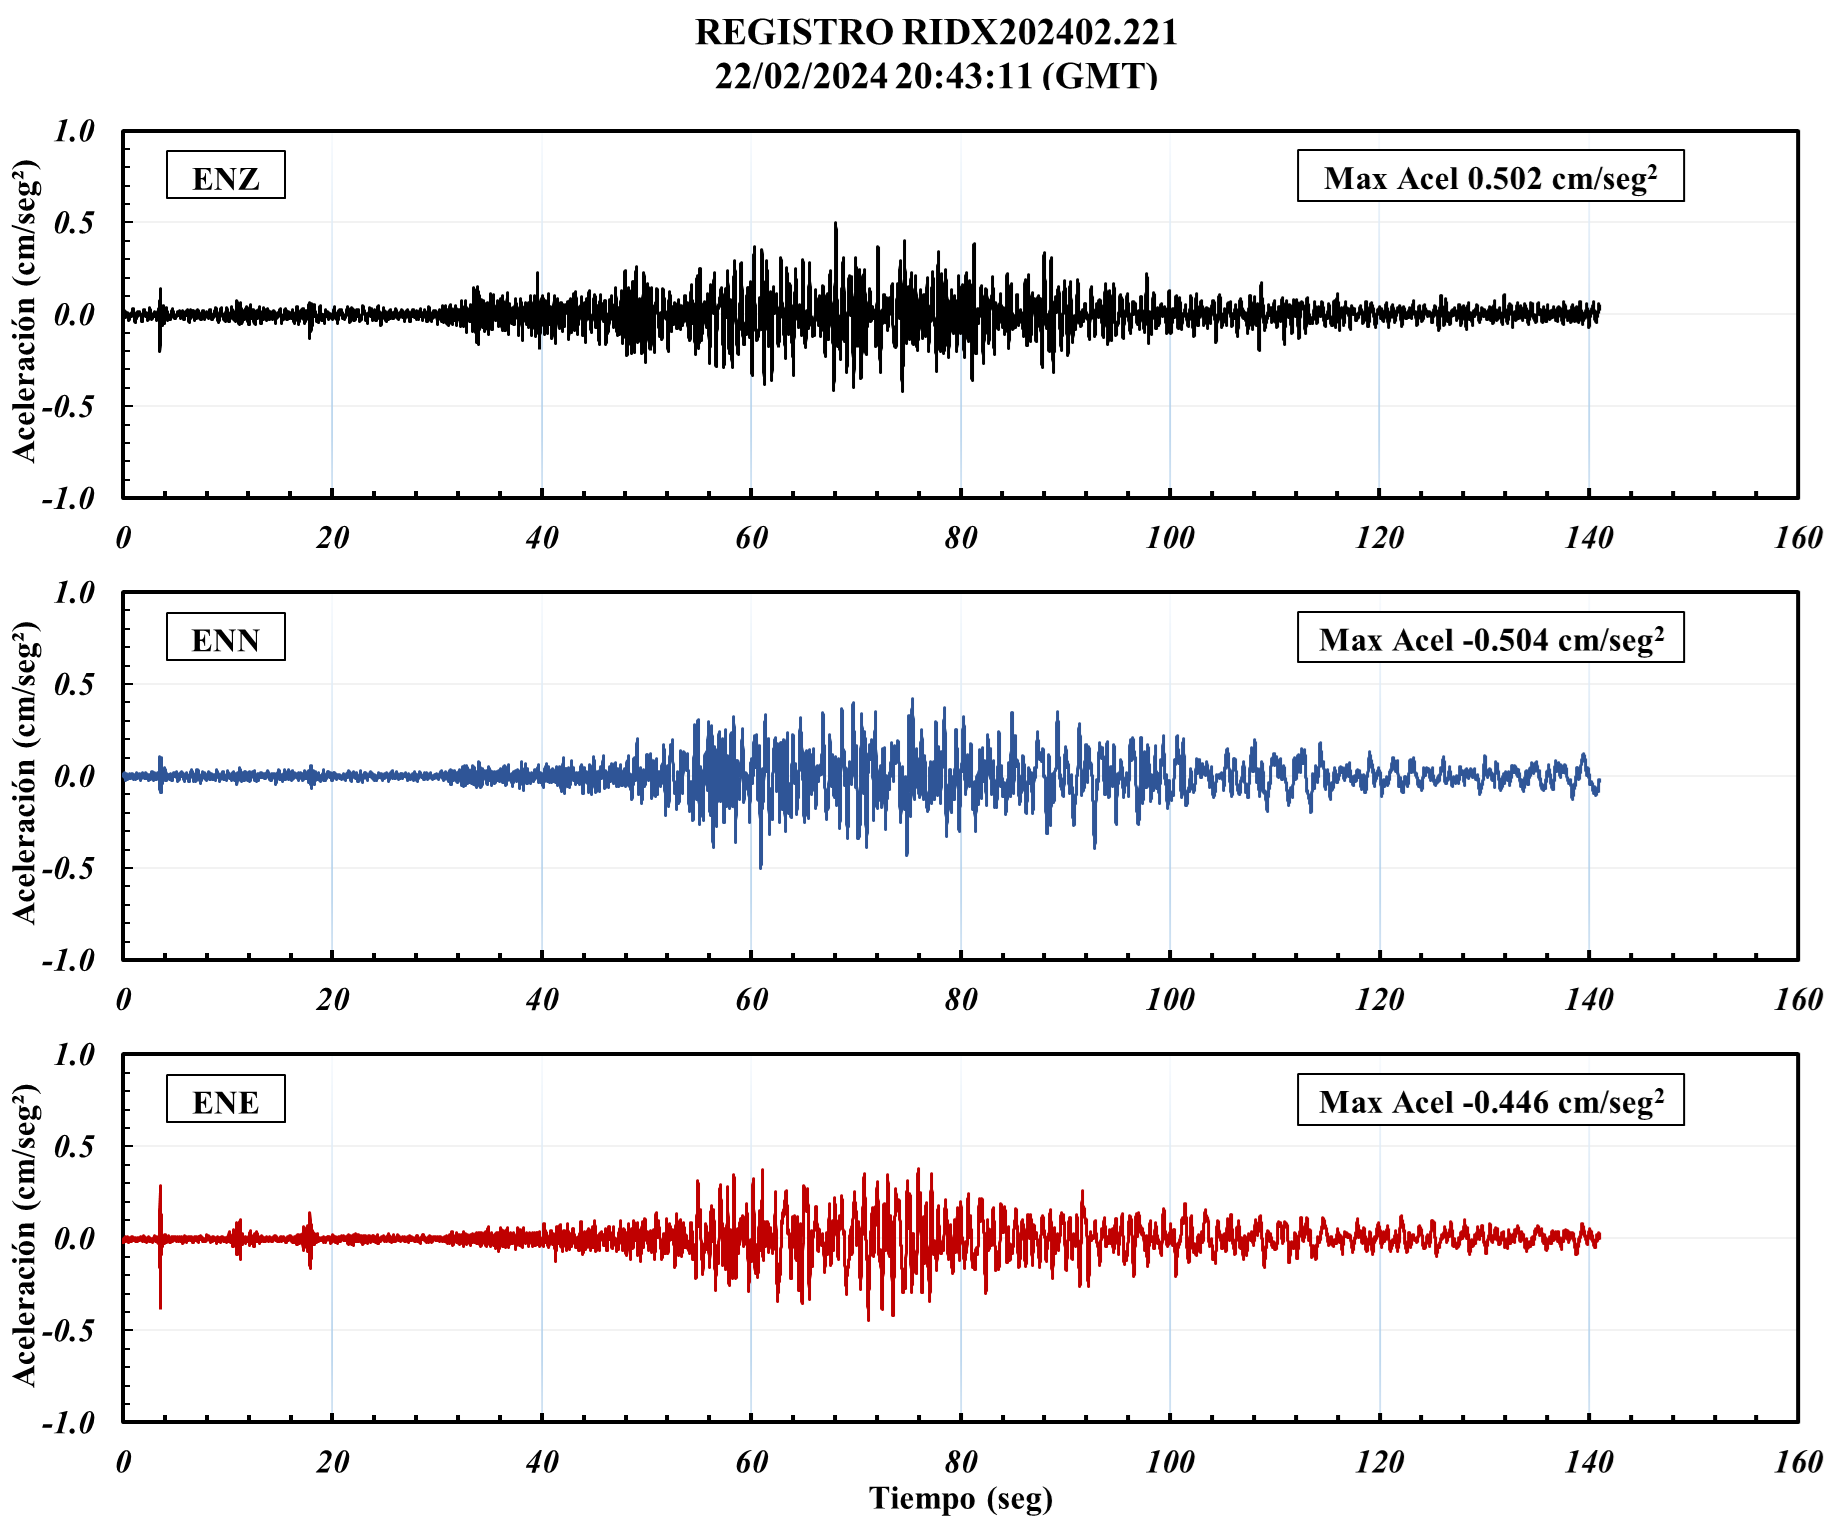 REGISTRO RIDX202402.221
22/02/2024 20:43:11 (GMT)
ENZ
Max Acel 0.502 cm/seg²
Aceleración (cm/seg²)
1.0
0.5
0.0
-0.5
-1.0
0 20 40 60 80 100 120 140 160
ENN
Max Acel -0.504 cm/seg²
Aceleración (cm/seg²)
1.0
0.5
0.0
-0.5
-1.0
0 20 40 60 80 100 120 140 160
ENE
Max Acel -0.446 cm/seg²
Aceleración (cm/seg²)
1.0
0.5
0.0
-0.5
-1.0
0 20 40 60 80 100 120 140 160
Tiempo (seg)